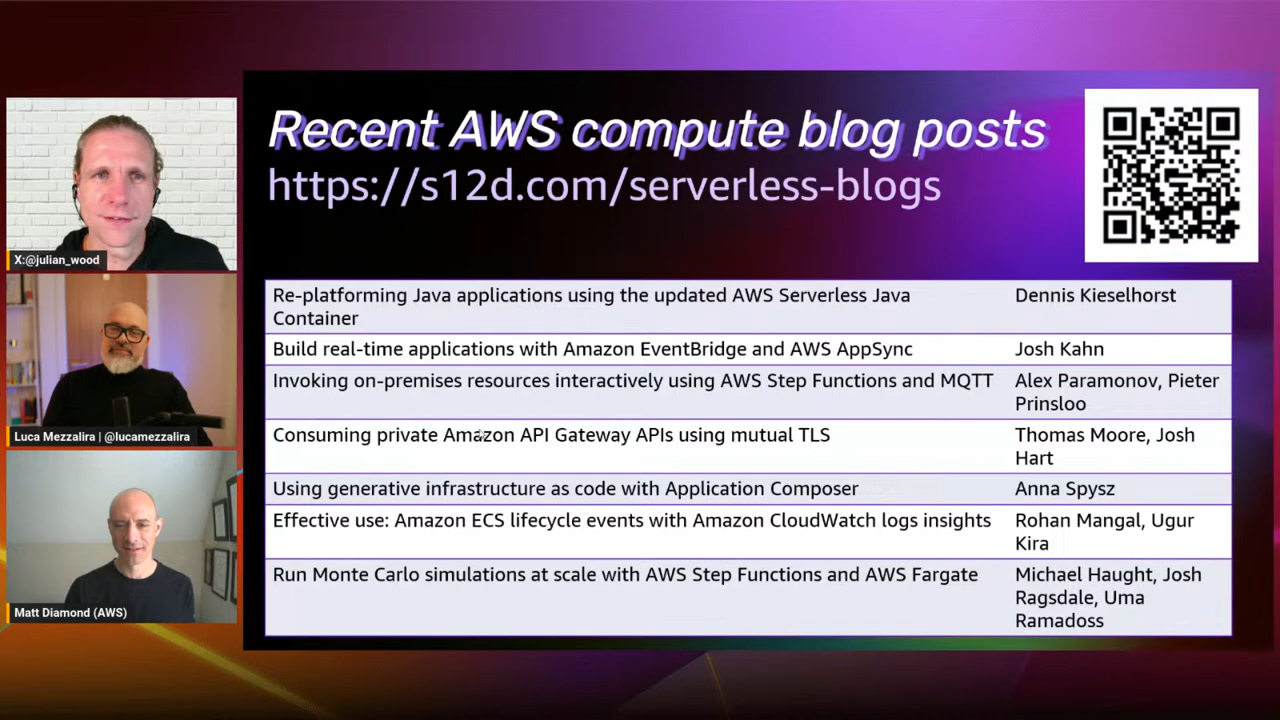 Recent AWS compute blog posts
https://s12d.com/serverless-blogs
X:@julian_wood
Luca Mezzalira | @lucamezzalira
Matt Diamond (AWS)
Re-platforming Java applications using the updated AWS Serverless Java
Container
Dennis Kieselhorst
Build real-time applications with Amazon EventBridge and AWS AppSync
Josh Kahn
Invoking on-premises resources interactively using AWS Step Functions and MQTT
Alex Paramonov, Pieter
Prinsloo
Consuming private Amazon API Gateway APIs using mutual TLS
Thomas Moore, Josh
Hart
Using generative infrastructure as code with Application Composer
Anna Spysz
Effective use: Amazon ECS lifecycle events with Amazon CloudWatch logs insights
Rohan Mangal, Ugur
Kira
Run Monte Carlo simulations at scale with AWS Step Functions and AWS Fargate
Michael Haught, Josh
Ragsdale, Uma
Ramadoss